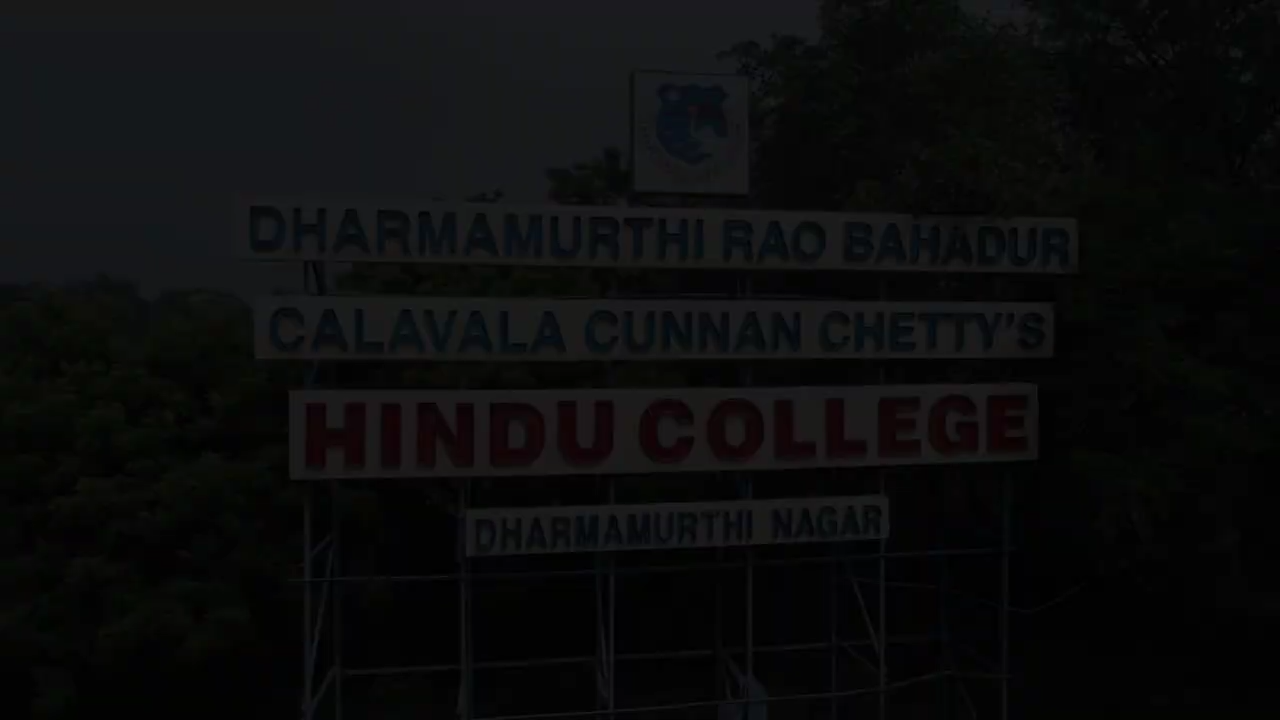 DHARMAMURTHI RAO BAHADUR
CALAVALA CUNNAN CHETTY'S
HINDU COLLEGE
DHARMAMURTHI NAGAR